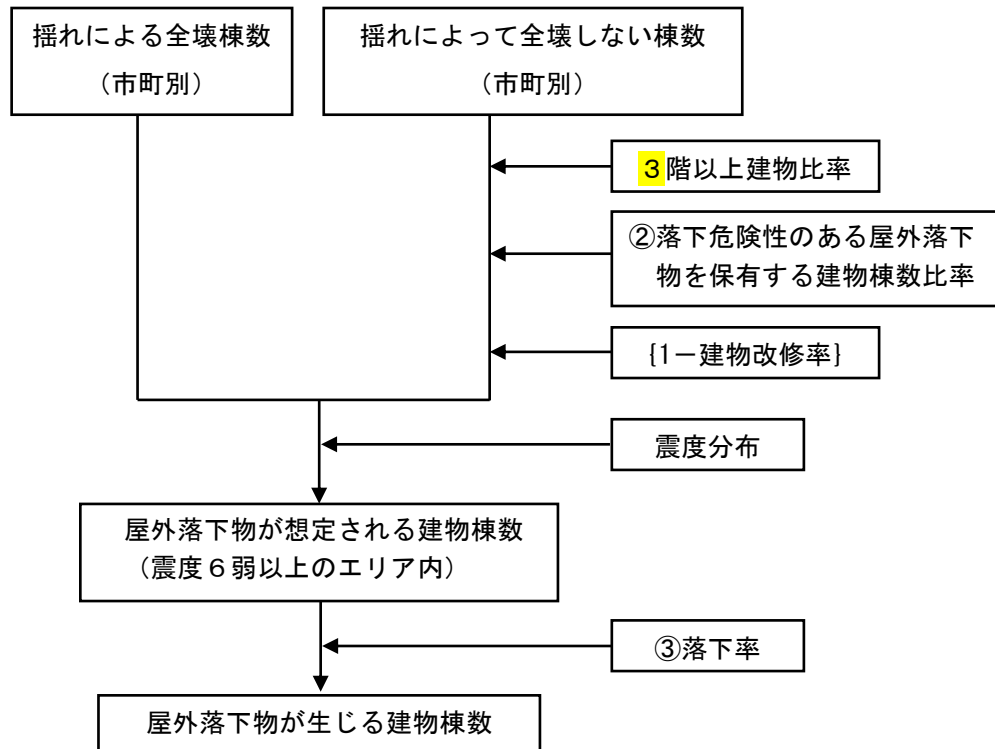 揺れによる全壊棟数
（市町別）
揺れによって全壊しない棟数
（市町別）
３階以上建物比率
②落下危険性のある屋外落下
物を保有する建物棟数比率
{1－建物改修率}
震度分布
屋外落下物が想定される建物棟数
（震度６弱以上のエリア内）
③落下率
屋外落下物が生じる建物棟数